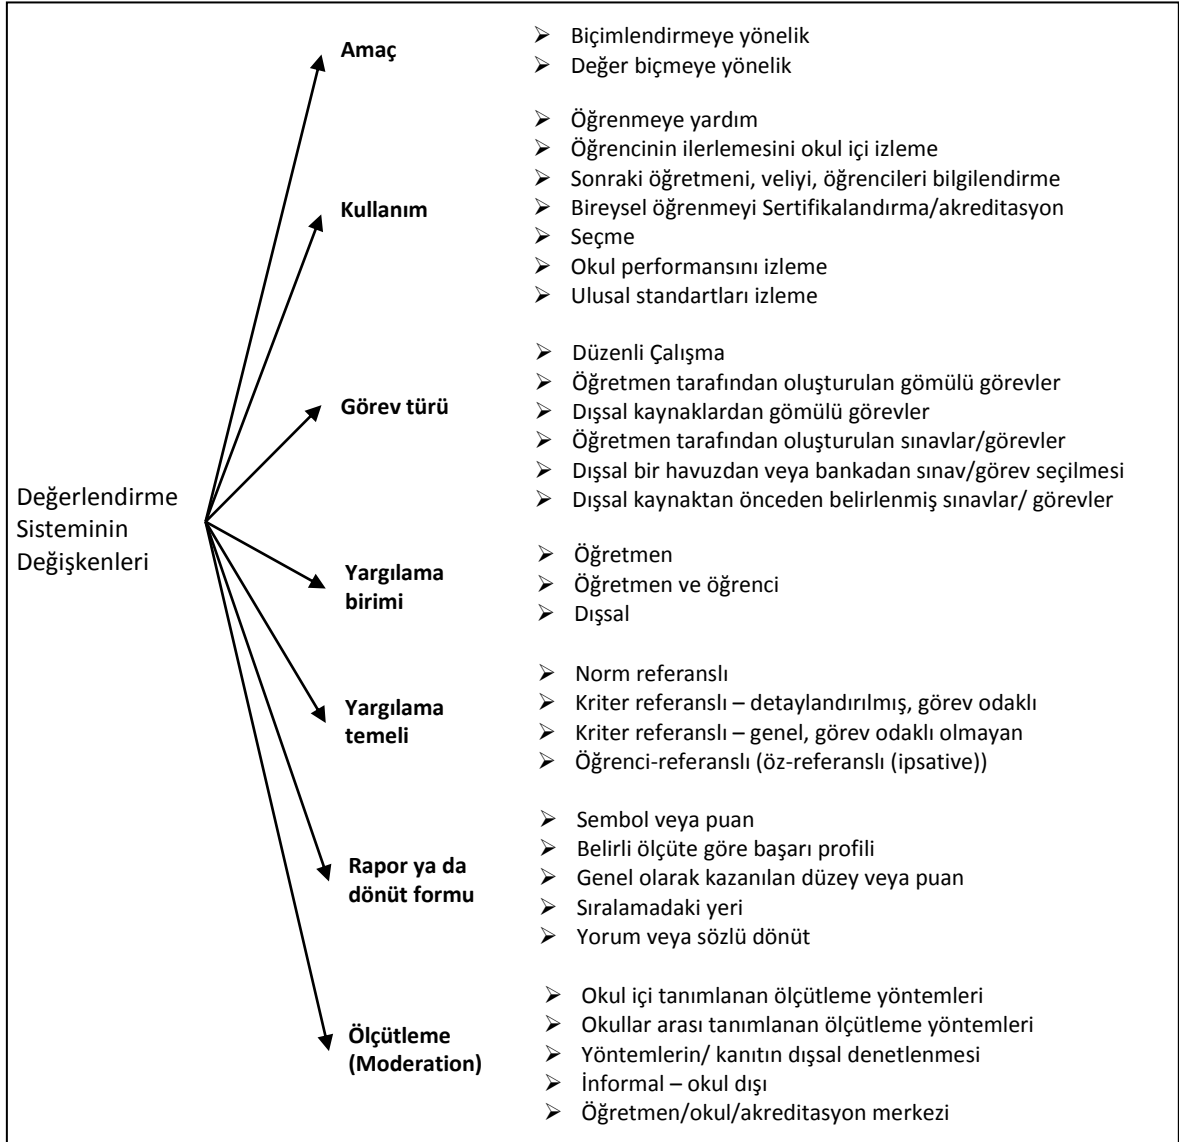 Değerlendirme
Sisteminin
Değişkenleri
Amaç
➢ Biçimlendirmeye yönelik
➢ Değer biçmeye yönelik
Kullanım
➢ Öğrenmeye yardım
➢ Öğrencinin ilerlemesini okul içi izleme
➢ Sonraki öğretmeni, veliyi, öğrencileri bilgilendirme
➢ Bireysel öğrenmeyi Sertifikalandırma/akreditasyon
➢ Seçme
➢ Okul performansını izleme
➢ Ulusal standartları izleme
Görev türü
➢ Düzenli Çalışma
➢ Öğretmen tarafından oluşturulan gömülü görevler
➢ Dışsal kaynaklardan gömülü görevler
➢ Öğretmen tarafından oluşturulan sınavlar/görevler
➢ Dışsal bir havuzdan veya bankadan sınav/görev seçilmesi
➢ Dışsal kaynaktan önceden belirlenmiş sınavlar/ görevler
Yargılama
birimi
➢ Öğretmen
➢ Öğretmen ve öğrenci
➢ Dışsal
Yargılama
temeli
➢ Norm referanslı
➢ Kriter referanslı – detaylandırılmış, görev odaklı
➢ Kriter referanslı – genel, görev odaklı olmayan
➢ Öğrenci-referanslı (öz-referanslı (ipsative))
Rapor ya da
dönüt formu
➢ Sembol veya puan
➢ Belirli ölçüte göre başarı profili
➢ Genel olarak kazanılan düzey veya puan
➢ Sıralamadaki yeri
➢ Yorum veya sözlü dönüt
Ölçütleme
(Moderation)
➢ Okul içi tanımlanan ölçütleme yöntemleri
➢ Okullar arası tanımlanan ölçütleme yöntemleri
➢ Yöntemlerin/ kanıtın dışsal denetlenmesi
➢ İnformal – okul dışı
➢ Öğretmen/okul/akreditasyon merkezi